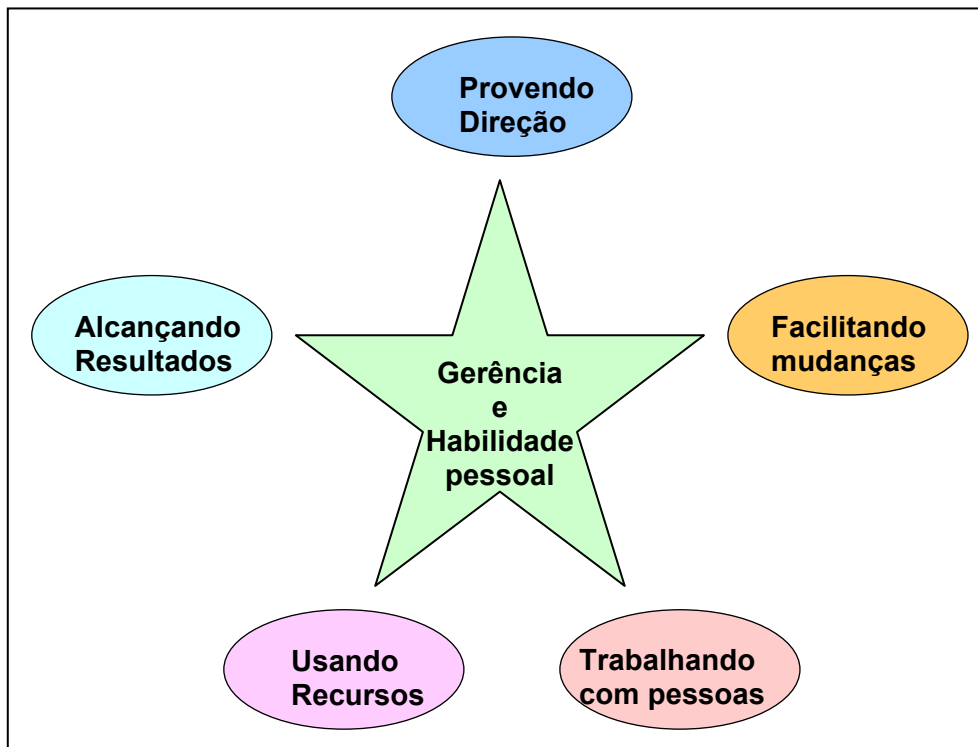 Provendo
Direção
Alcançando
Resultados
Facilitando
mudanças
Gerência
e
Habilidade
pessoal
Usando
Recursos
Trabalhando
com pessoas